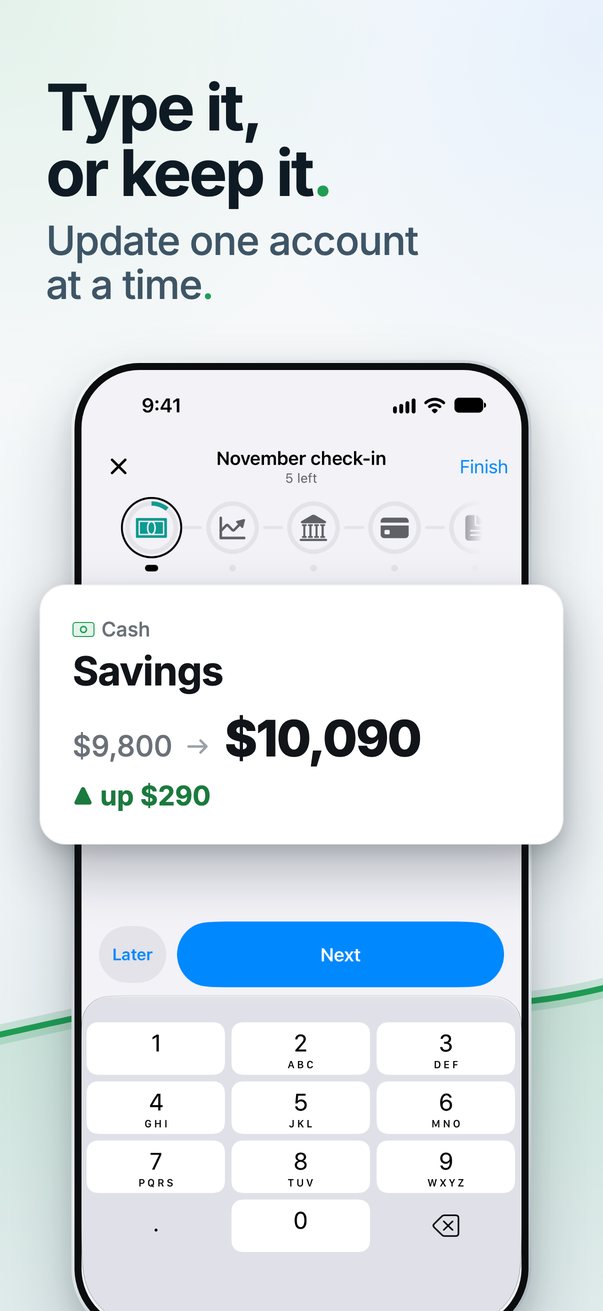 Type it,
or keep it.
Update one account
at a time.
9:41
November check-in
5 left
Finish
Cash
Savings
$9,800 → $10,090
▲ up $290
Later
Next
1
2
ABC
3
DEF
4
GHI
5
JKL
6
MNO
7
PQRS
8
TUV
9
WXYZ
.
0